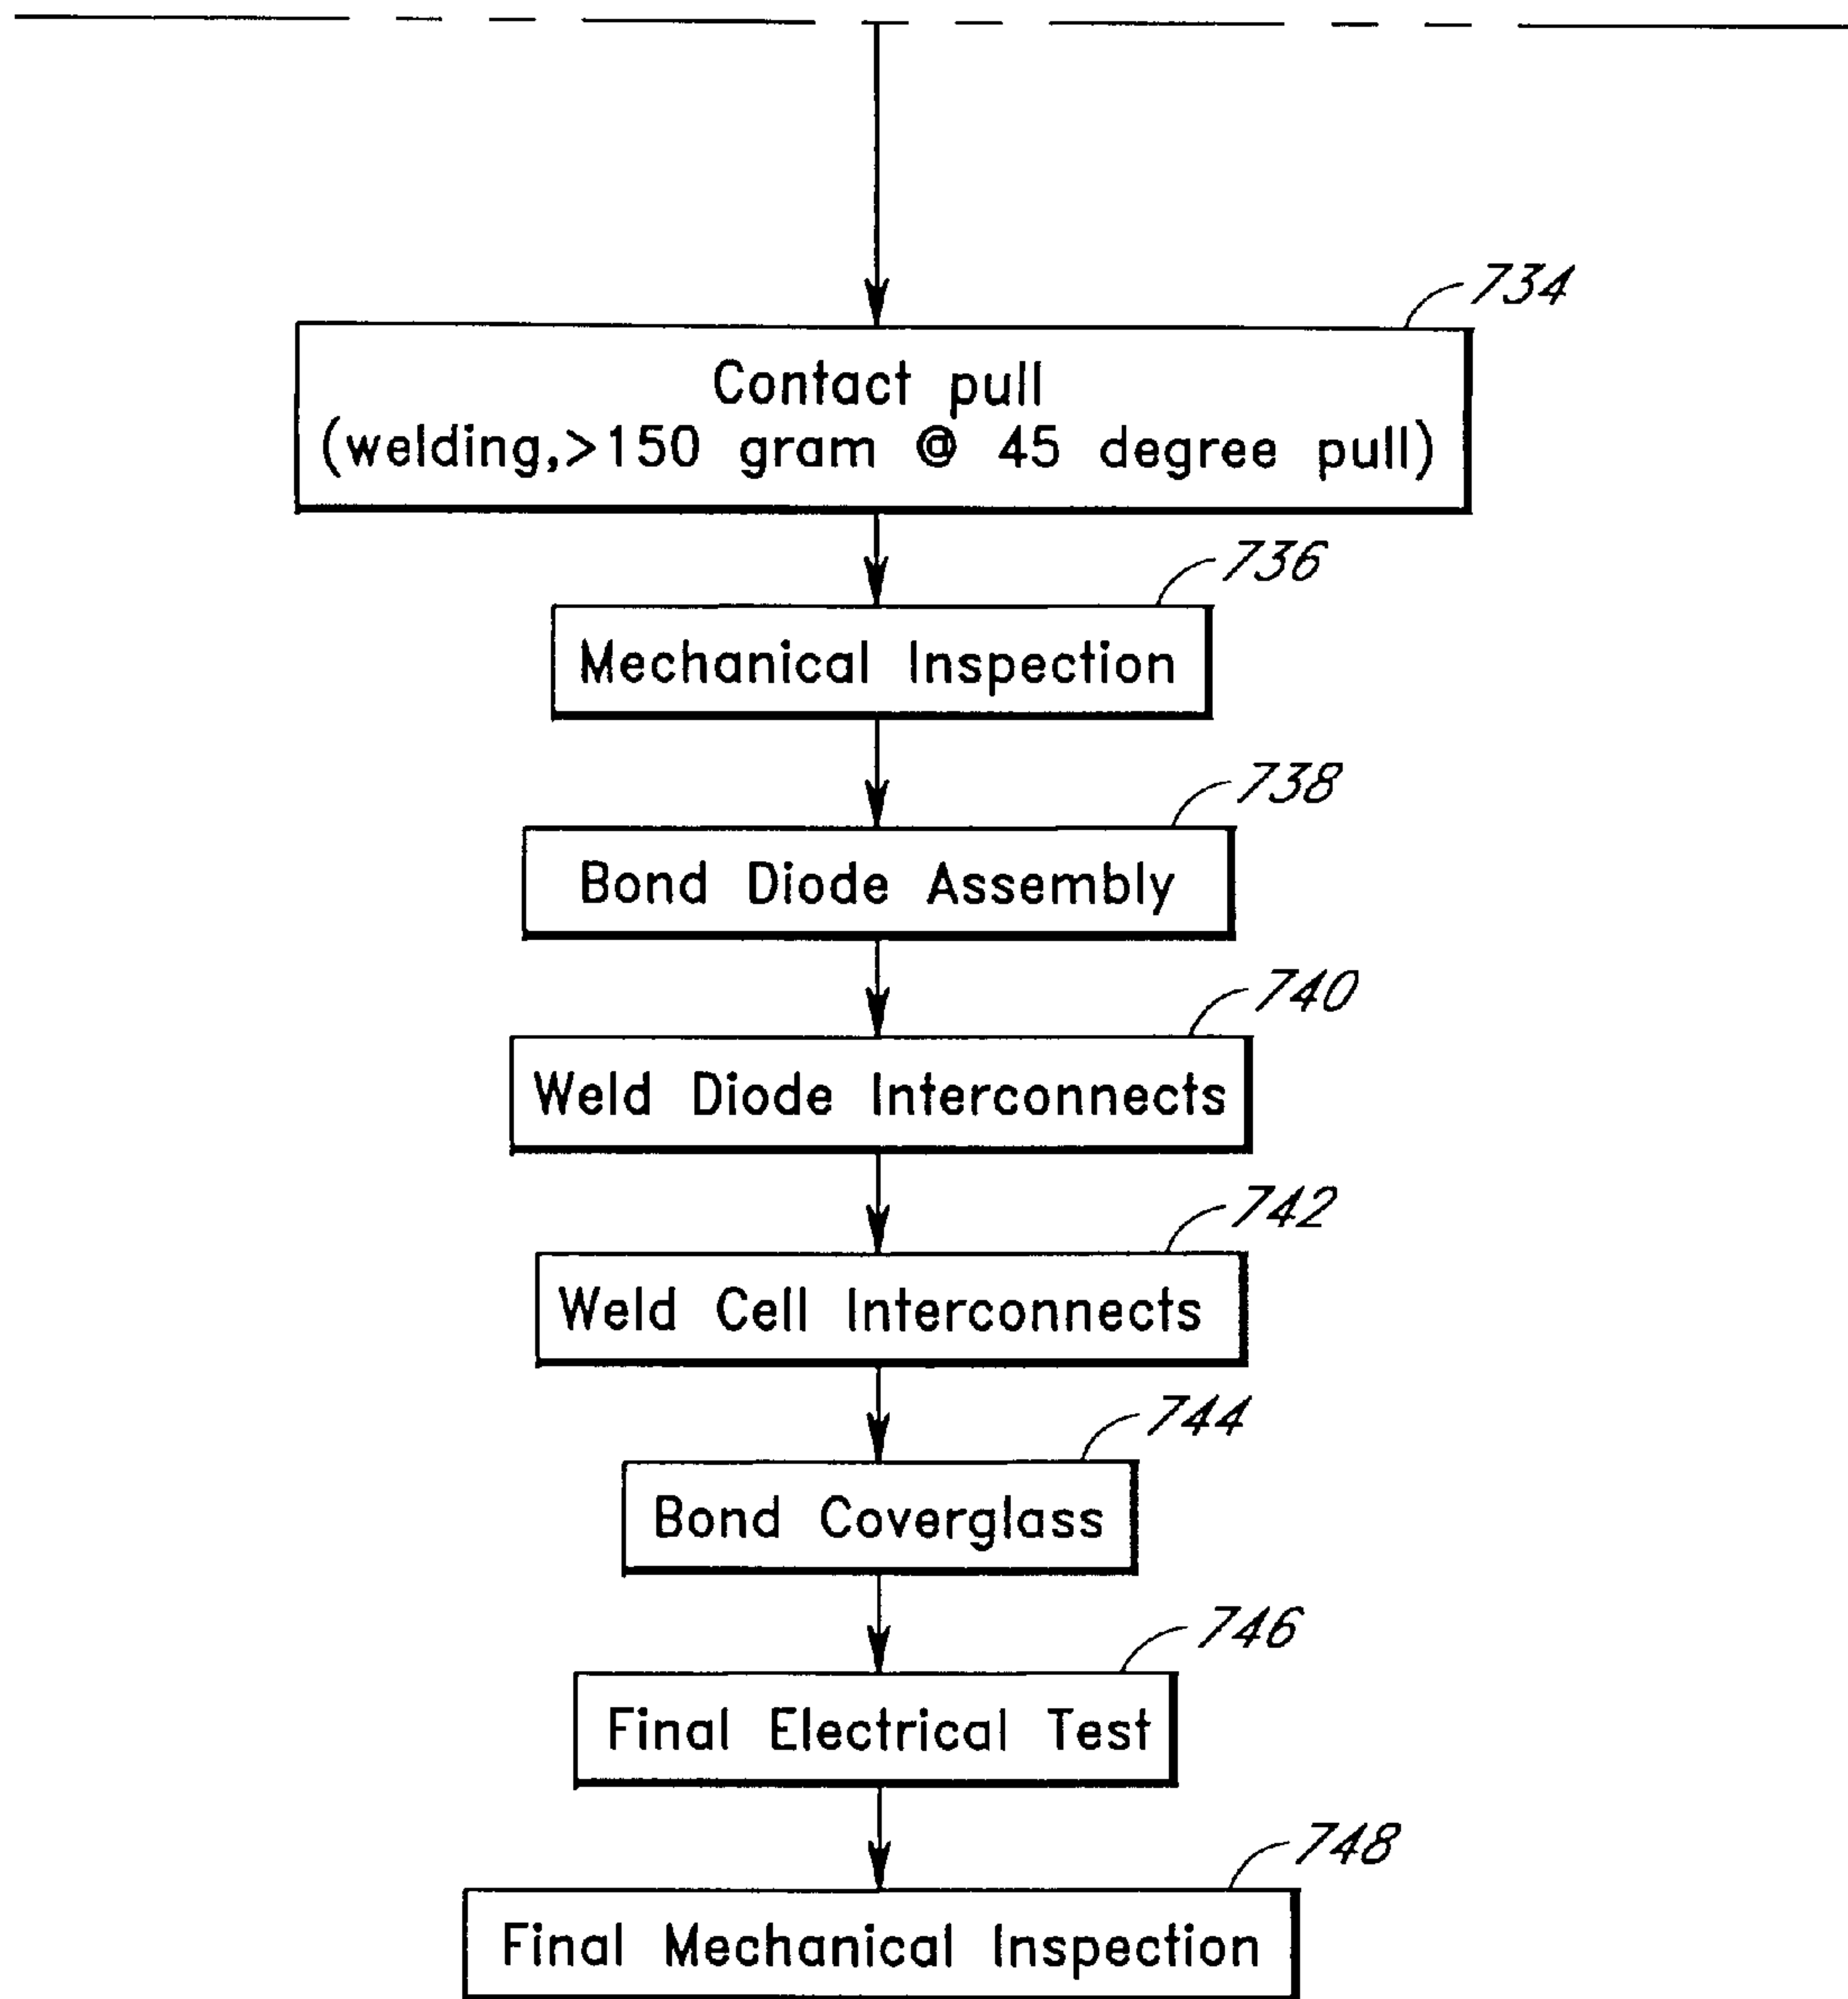 734
Contact pull
(welding,>150 gram @ 45 degree pull)
736
Mechanical Inspection
738
Bond Diode Assembly
740
Weld Diode Interconnects
742
Weld Cell Interconnects
744
Bond Coverglass
746
Final Electrical Test
748
Final Mechanical Inspection